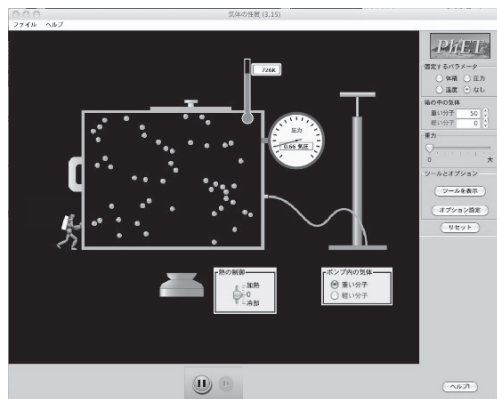 気体の性質 (3.15)
ファイル ヘルプ
PhET
726K
圧力
0.66 気圧
固定するパラメータ
体積 圧力
温度 なし
箱の中の気体
重い分子 50
軽い分子 0
重力
0 大
ツールとオプション
ツールを表示
オプション設定
リセット
熱の制御
加熱
0
冷却
ポンプ内の気体
重い分子
軽い分子
ヘルプ!